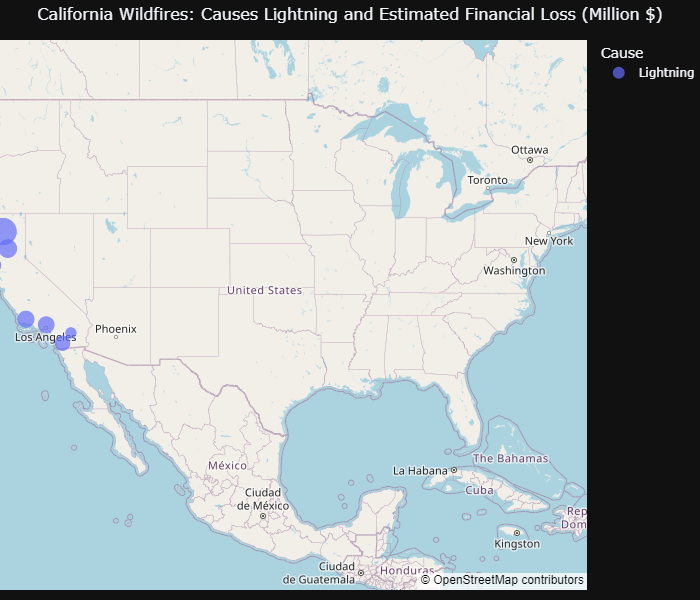 California Wildfires: Causes Lightning and Estimated Financial Loss (Million $)
Cause
Lightning
Ottawa
Toronto
New York
Washington
United States
Phoenix
Los Angeles
The Bahamas
La Habana
Cuba
México
Ciudad
de México
Rep
Dom
Kingston
Ciudad
de Guatemala
Honduras
© OpenStreetMap contributors